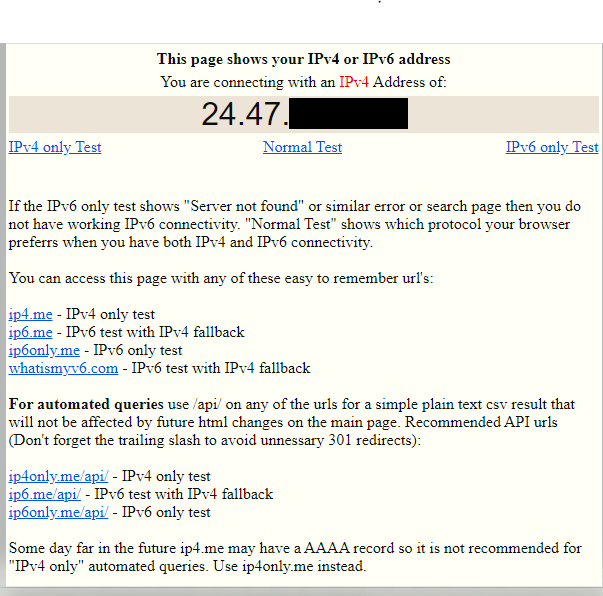 This page shows your IPv4 or IPv6 address
You are connecting with an IPv4 Address of:
24.47.
IPv4 only Test Normal Test IPv6 only Test
If the IPv6 only test shows "Server not found" or similar error or search page then you do
not have working IPv6 connectivity. "Normal Test" shows which protocol your browser
preferrs when you have both IPv4 and IPv6 connectivity.
You can access this page with any of these easy to remember url's:
ip4.me - IPv4 only test
ip6.me - IPv6 test with IPv4 fallback
ip6only.me - IPv6 only test
whatismyv6.com - IPv6 test with IPv4 fallback
For automated queries use /api/ on any of the urls for a simple plain text csv result that
will not be affected by future html changes on the main page. Recommended API urls
(Don't forget the trailing slash to avoid unnessary 301 redirects):
ip4only.me/api/ - IPv4 only test
ip6.me/api/ - IPv6 test with IPv4 fallback
ip6only.me/api/ - IPv6 only test
Some day far in the future ip4.me may have a AAAA record so it is not recommended for
"IPv4 only" automated queries. Use ip4only.me instead.